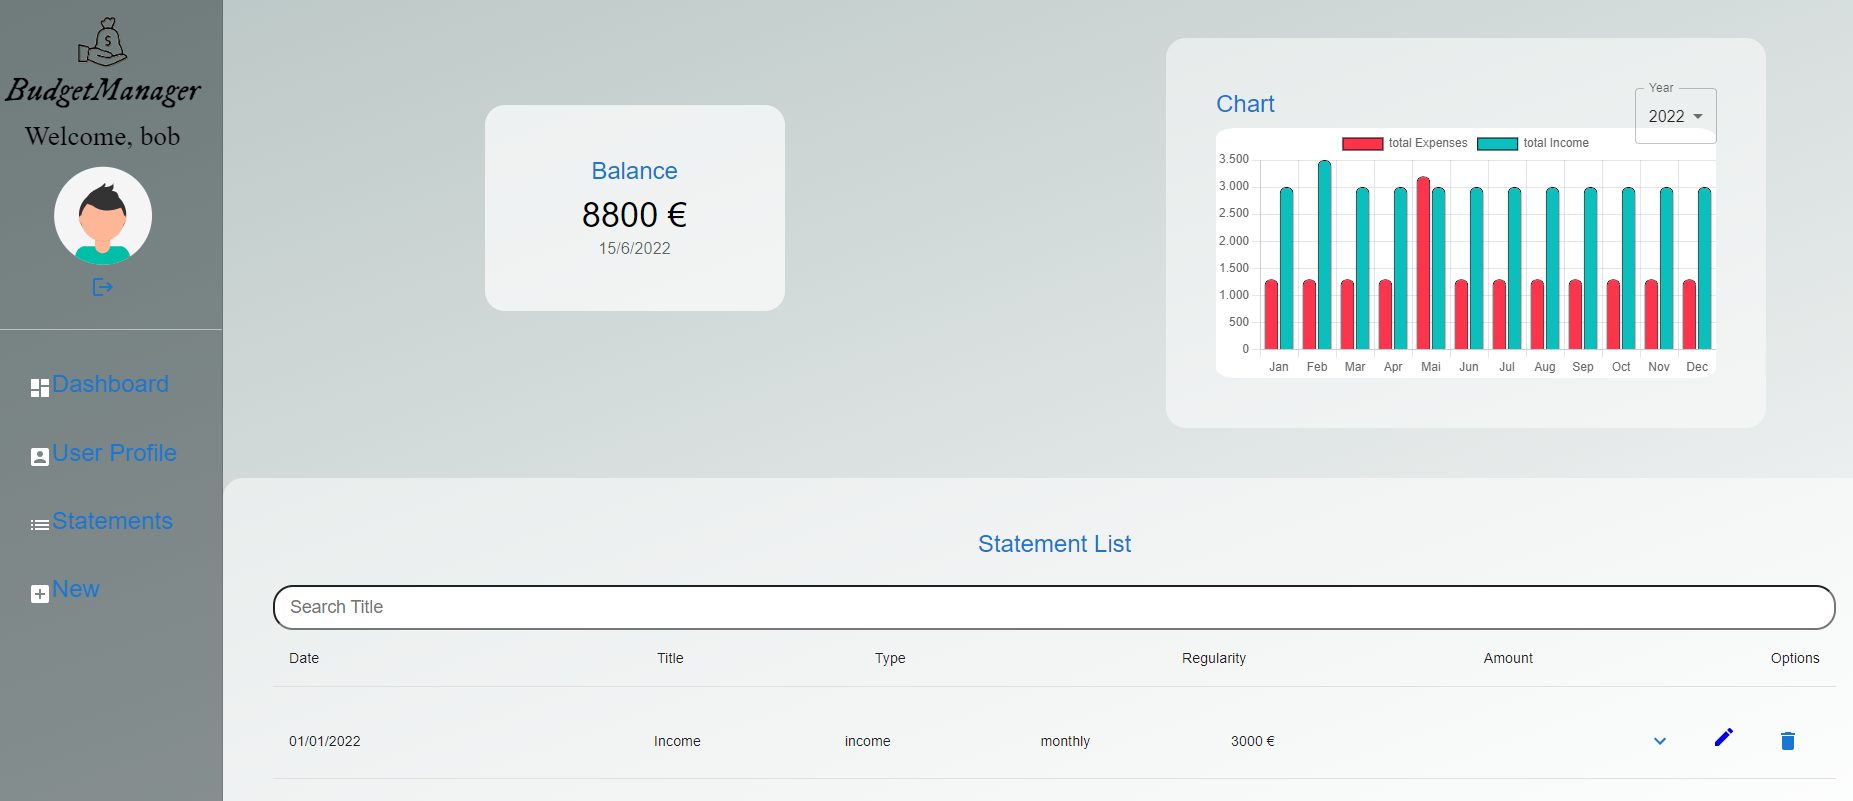 $
BudgetManager
Welcome, bob
Dashboard
User Profile
Statements
New
Balance
8800 €
15/6/2022
Chart
Year
2022
total Expenses total Income
3.500
3.000
2.500
2.000
1.500
1.000
500
0
Jan Feb Mar Apr Mai Jun Jul Aug Sep Oct Nov Dec
Statement List
Search Title
Date Title Type Regularity Amount Options
01/01/2022 Income income monthly 3000 €